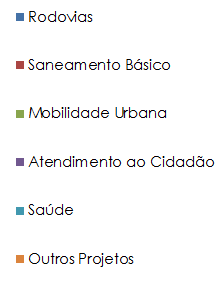 Rodovias
Saneamento Básico
Mobilidade Urbana
Atendimento ao Cidadão
Saúde
Outros Projetos